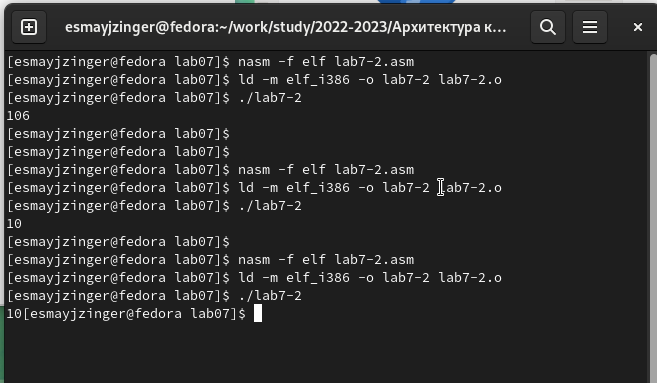 esmayjzinger@fedora:~/work/study/2022-2023/Архитектура к...
[esmayjzinger@fedora lab07]$ nasm -f elf lab7-2.asm
[esmayjzinger@fedora lab07]$ ld -m elf_i386 -o lab7-2 lab7-2.o
[esmayjzinger@fedora lab07]$ ./lab7-2
106
[esmayjzinger@fedora lab07]$
[esmayjzinger@fedora lab07]$
[esmayjzinger@fedora lab07]$ nasm -f elf lab7-2.asm
[esmayjzinger@fedora lab07]$ ld -m elf_i386 -o lab7-2 lab7-2.o
[esmayjzinger@fedora lab07]$ ./lab7-2
10
[esmayjzinger@fedora lab07]$
[esmayjzinger@fedora lab07]$ nasm -f elf lab7-2.asm
[esmayjzinger@fedora lab07]$ ld -m elf_i386 -o lab7-2 lab7-2.o
[esmayjzinger@fedora lab07]$ ./lab7-2
10[esmayjzinger@fedora lab07]$